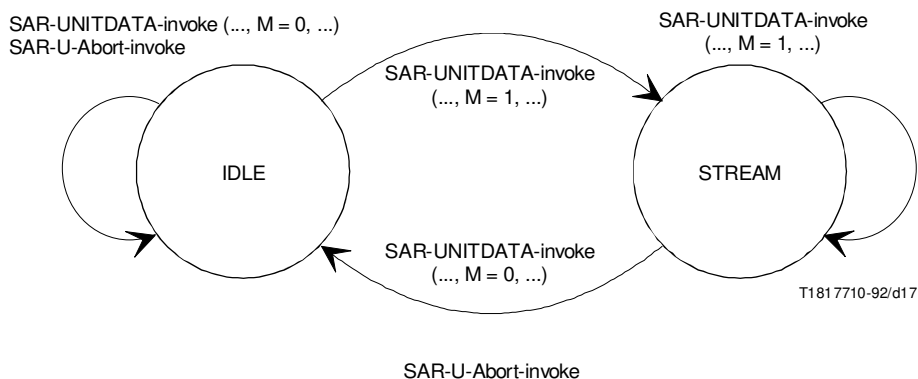 SAR-UNITDATA-invoke (..., M = 0, ...)
SAR-U-Abort-invoke
SAR-UNITDATA-invoke
(..., M = 1, ...)
SAR-UNITDATA-invoke
(..., M = 1, ...)
IDLE
STREAM
SAR-UNITDATA-invoke
(..., M = 0, ...)
T1817710-92/d17
SAR-U-Abort-invoke